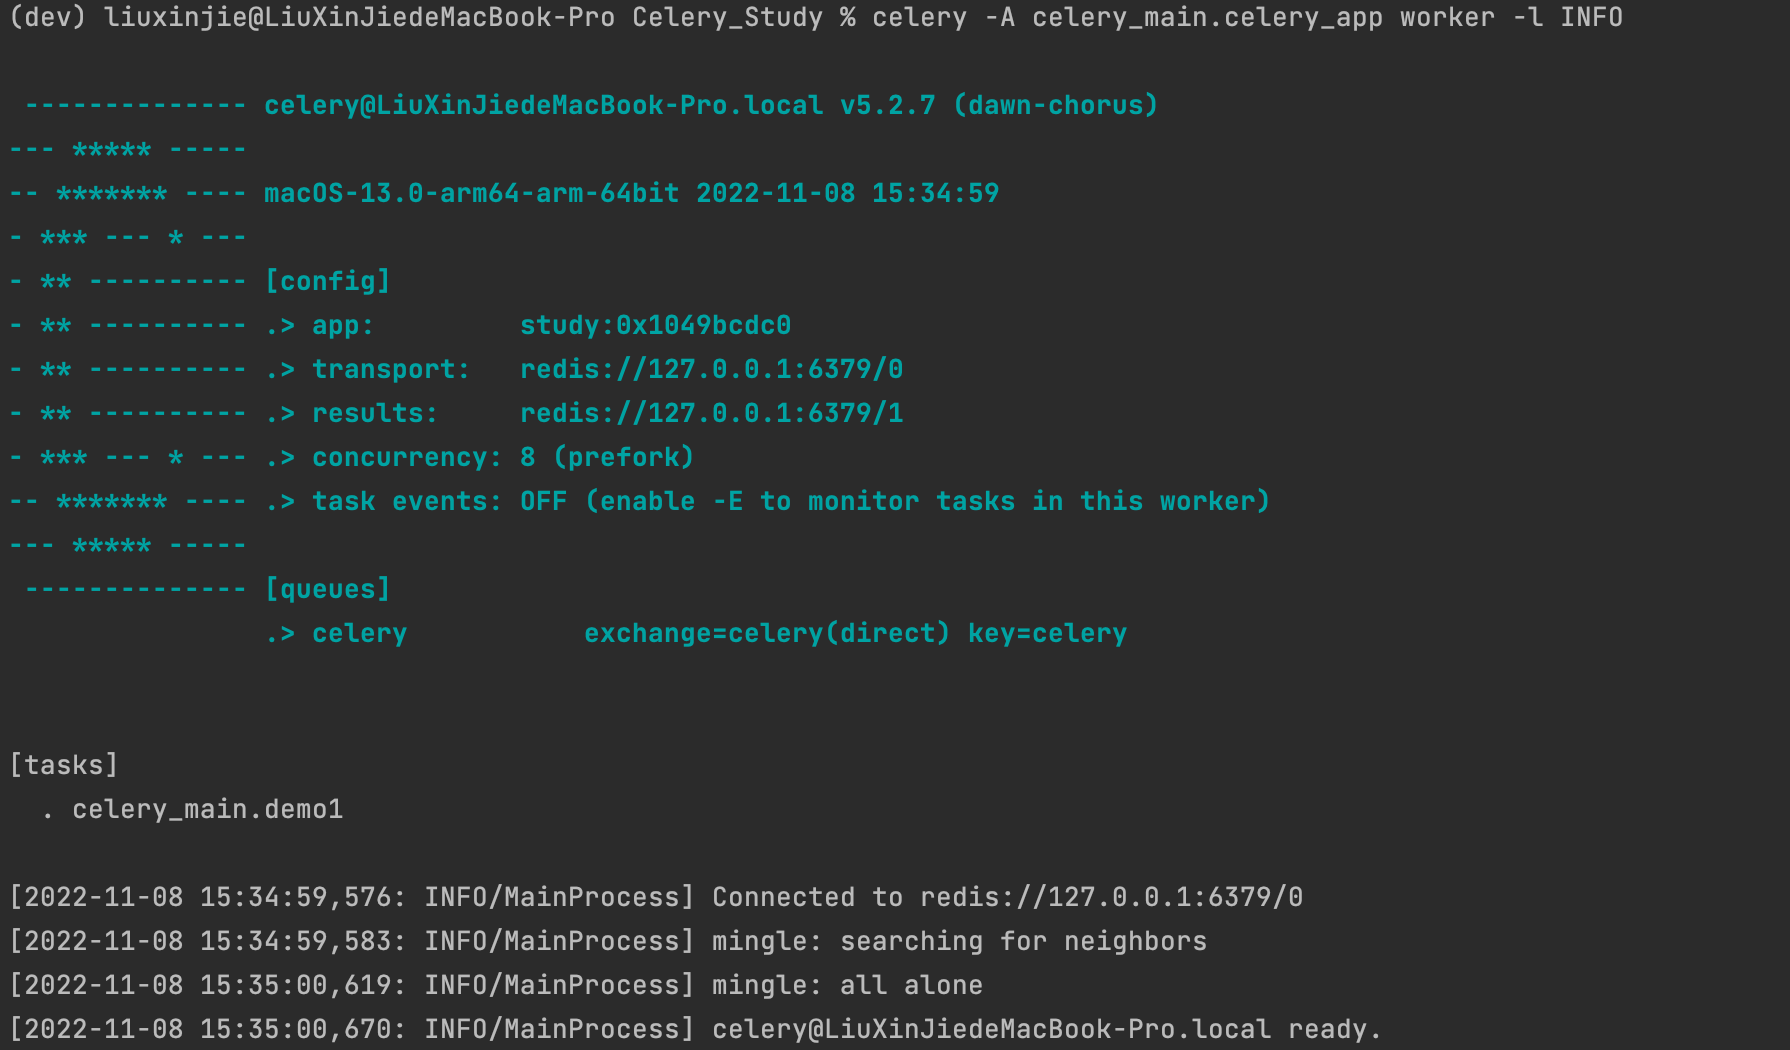 (dev) liuxinjie@LiuXinJiedeMacBook-Pro Celery_Study % celery -A celery_main.celery_app worker -l INFO
 -------------- celery@LiuXinJiedeMacBook-Pro.local v5.2.7 (dawn-chorus)
--- ***** -----
-- ******* ---- macOS-13.0-arm64-arm-64bit 2022-11-08 15:34:59
- *** --- * ---
- ** ---------- [config]
- ** ---------- .> app:         study:0x1049bcdc0
- ** ---------- .> transport:   redis://127.0.0.1:6379/0
- ** ---------- .> results:     redis://127.0.0.1:6379/1
- *** --- * --- .> concurrency: 8 (prefork)
-- ******* ---- .> task events: OFF (enable -E to monitor tasks in this worker)
--- ***** -----
 -------------- [queues]
                .> celery           exchange=celery(direct) key=celery
[tasks]
  . celery_main.demo1
[2022-11-08 15:34:59,576: INFO/MainProcess] Connected to redis://127.0.0.1:6379/0
[2022-11-08 15:34:59,583: INFO/MainProcess] mingle: searching for neighbors
[2022-11-08 15:35:00,619: INFO/MainProcess] mingle: all alone
[2022-11-08 15:35:00,670: INFO/MainProcess] celery@LiuXinJiedeMacBook-Pro.local ready.